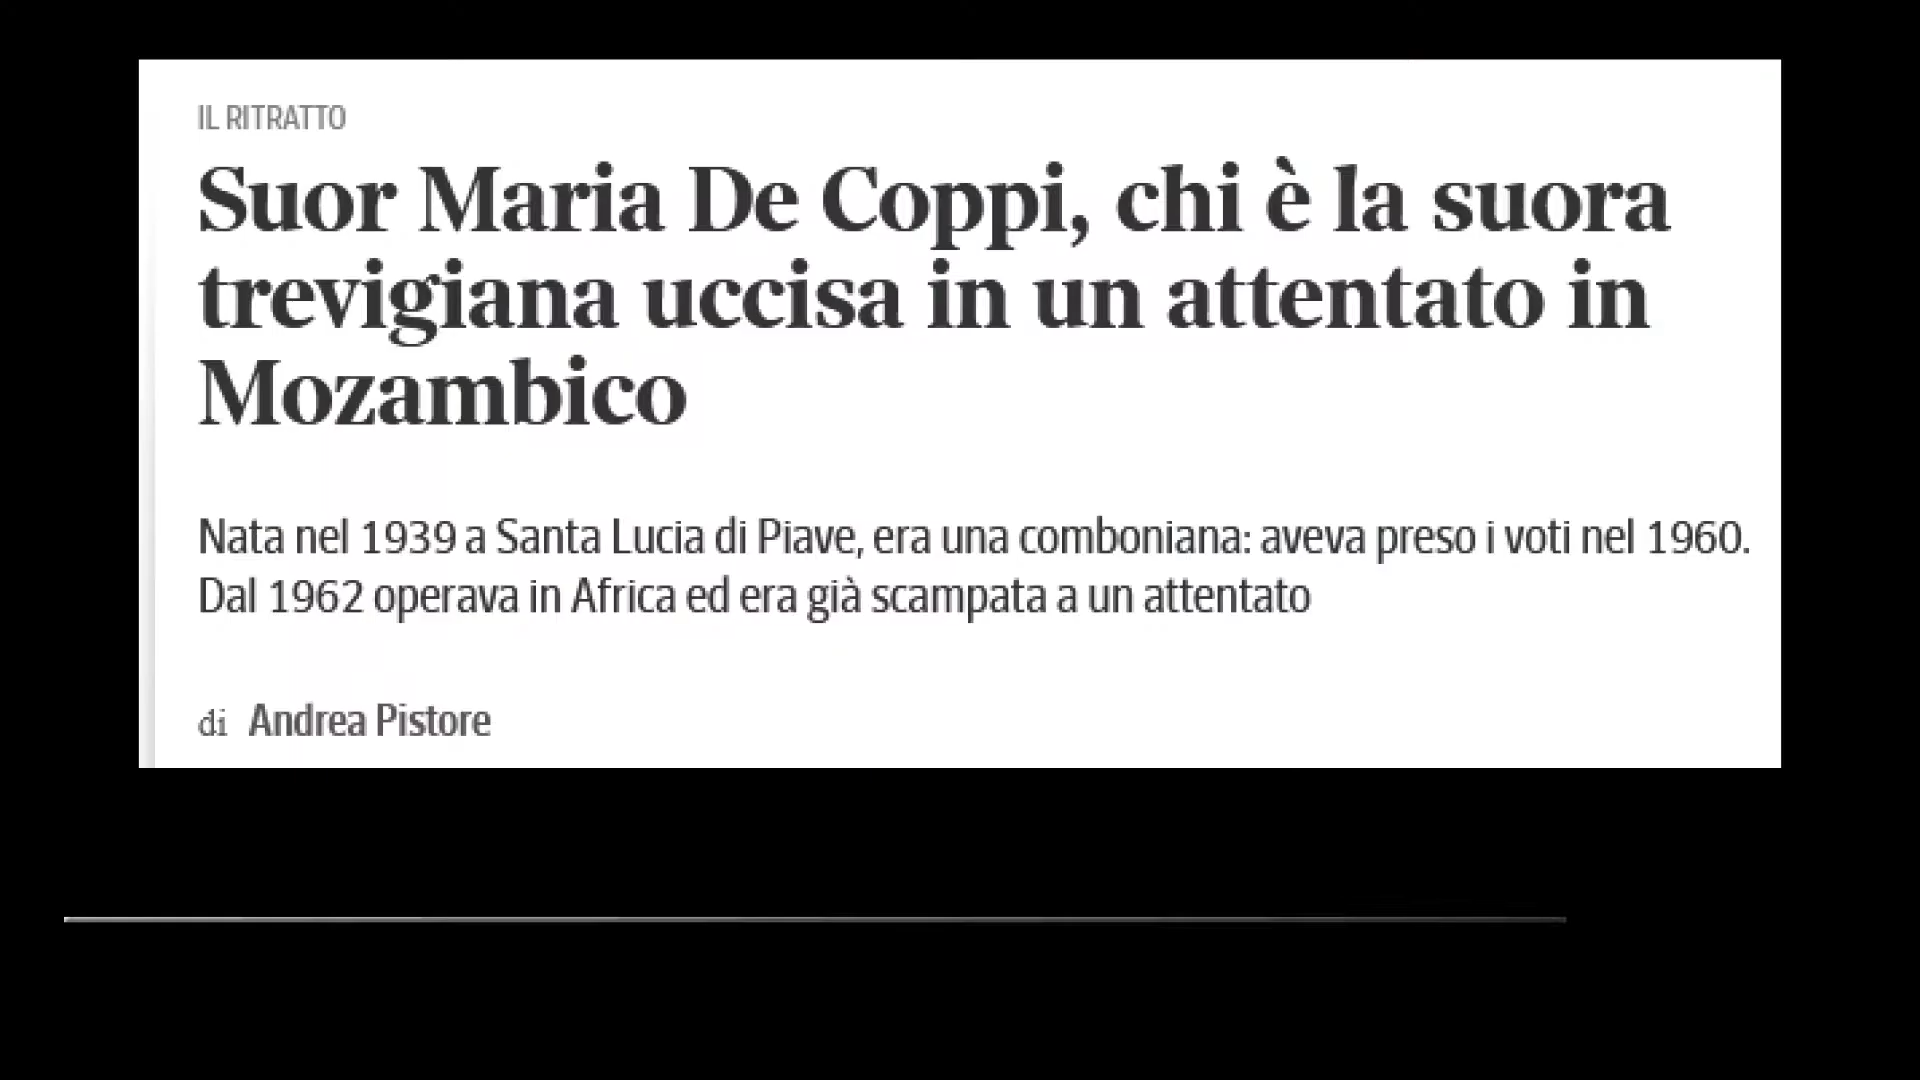 IL RITRATTO
Suor Maria De Coppi, chi è la suora
trevigiana uccisa in un attentato in
Mozambico
Nata nel 1939 a Santa Lucia di Piave, era una comboniana: aveva preso i voti nel 1960.
Dal 1962 operava in Africa ed era già scampata a un attentato
di Andrea Pistore